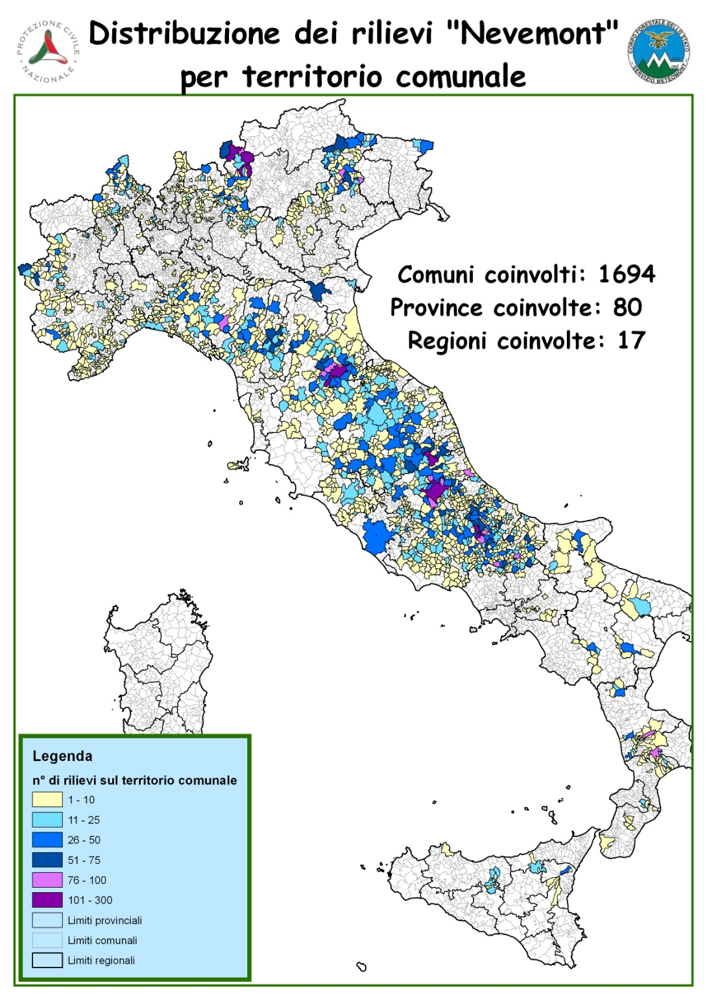 Distribuzione dei rilievi "Nevemont"
per territorio comunale
PROTEZIONE CIVILE
NAZIONALE
CORPO FORESTALE DELLO STATO
SERVIZIO METEOMONT
Comuni coinvolti: 1694
Province coinvolte: 80
Regioni coinvolte: 17
Legenda
n° di rilievi sul territorio comunale
1 - 10
11 - 25
26 - 50
51 - 75
76 - 100
101 - 300
Limiti provinciali
Limiti comunali
Limiti regionali